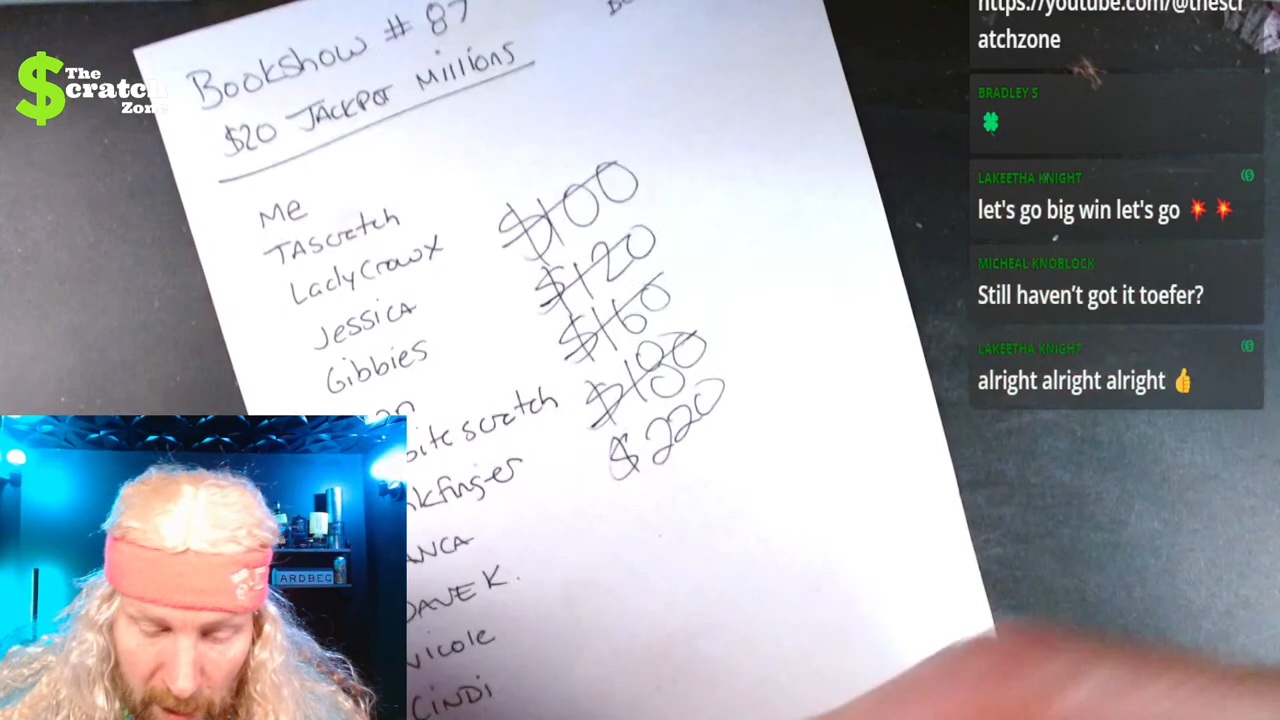 Bookshow # 87
$20 JACKPOT Millions
Me
TAScratch
LadyCrowX
Jessica
Gibbies
$100
$120
$160
$180
$220
DAVE K.
Nicole
CiNDi
The
$cratch
Zone
ARDBEG
https://youtube.com/@thescr
atchzone
BRADLEY S
🍀
LAKEETHA KNIGHT
let's go big win let's go 💥 💥
MICHEAL KNOBLOCK
Still haven't got it toefer?
LAKEETHA KNIGHT
alright alright alright 👍